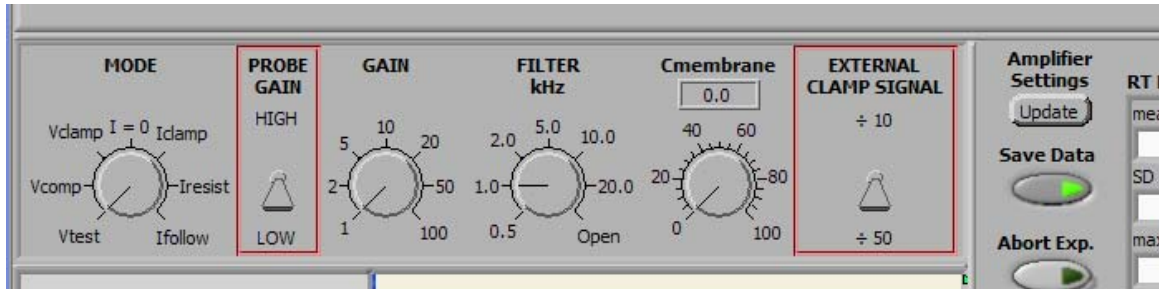 MODE
Vclamp I = 0 Iclamp
Vcomp Iresist
Vtest Ifollow
PROBE
GAIN
HIGH
LOW
GAIN
10
5 20
2 50
1 100
FILTER
kHz
5.0
2.0 10.0
1.0 20.0
0.5 Open
Cmembrane
0.0
40 60
20 80
0 100
EXTERNAL
CLAMP SIGNAL
÷ 10
÷ 50
Amplifier
Settings
Update
Save Data
Abort Exp.
RT
SD